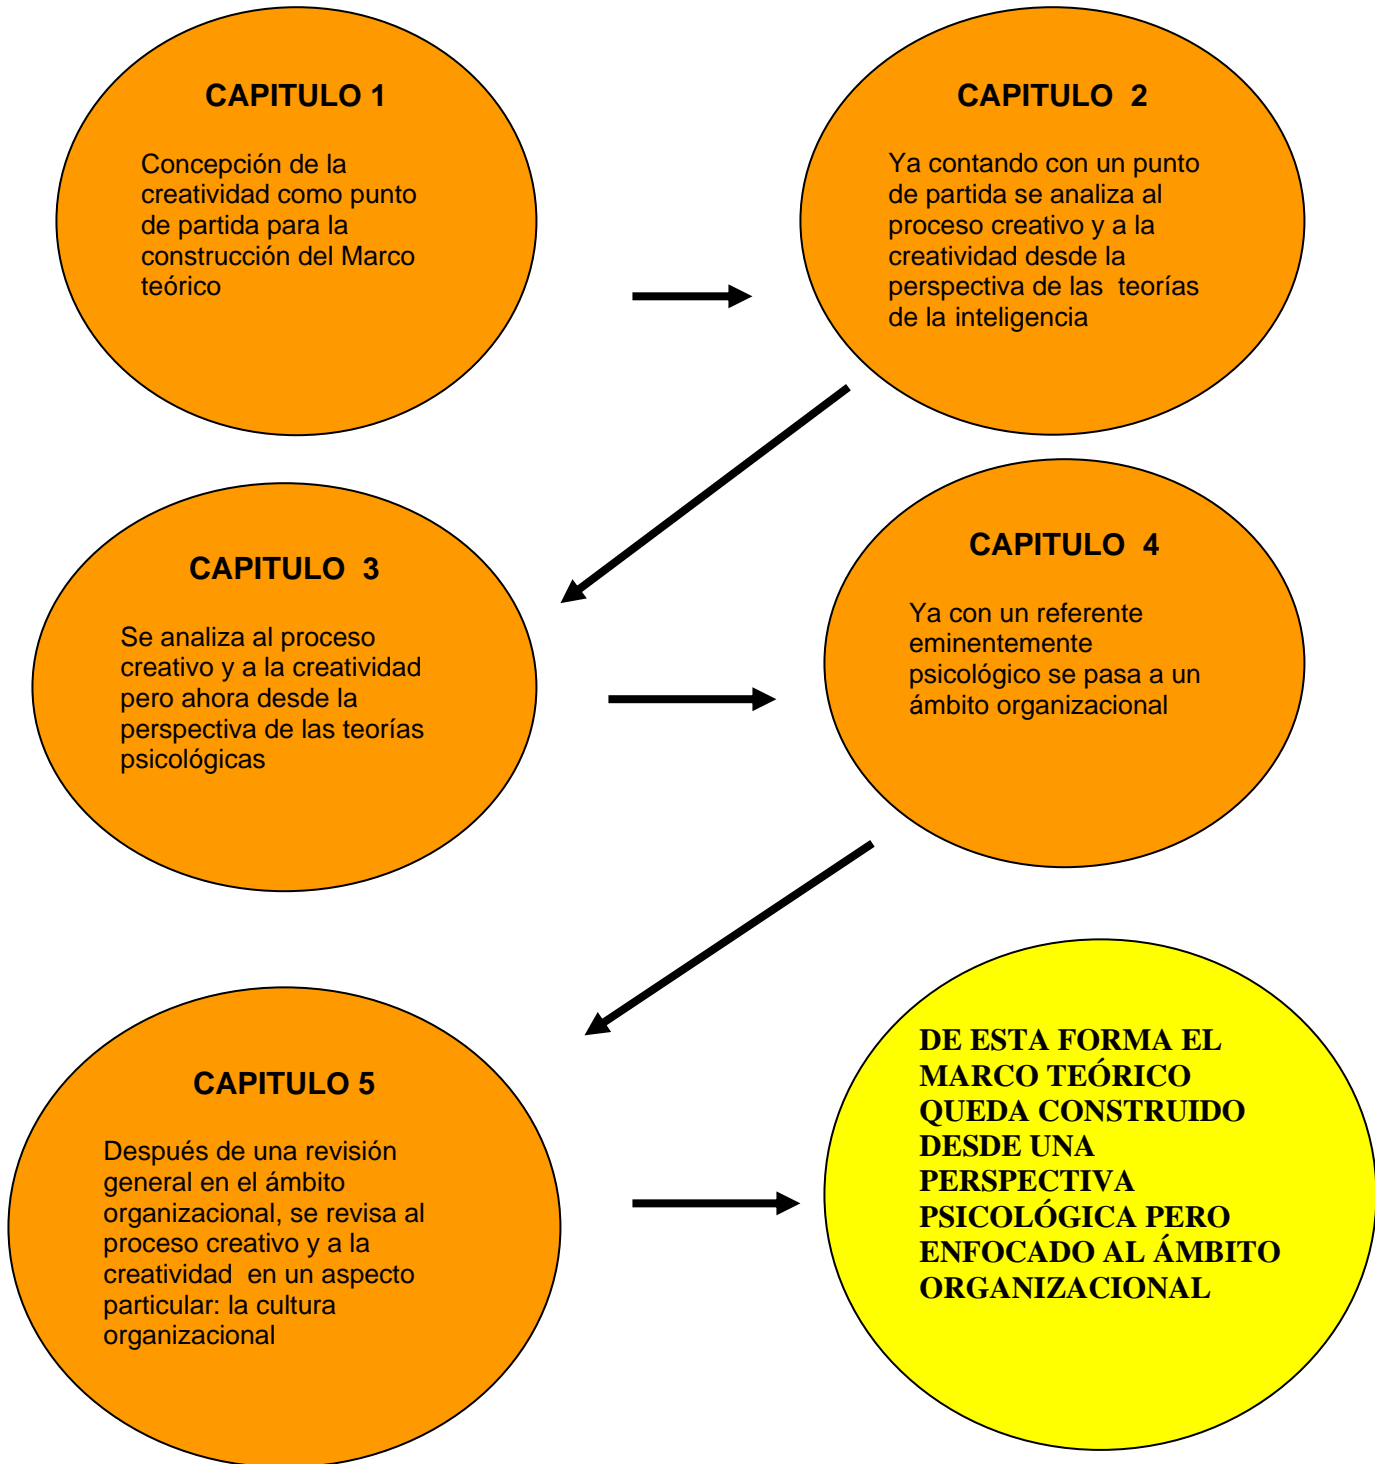 CAPITULO 1
Concepción de la
creatividad como punto
de partida para la
construcción del Marco
teórico
CAPITULO 2
Ya contando con un punto
de partida se analiza al
proceso creativo y a la
creatividad desde la
perspectiva de las teorías
de la inteligencia
CAPITULO 3
Se analiza al proceso
creativo y a la creatividad
pero ahora desde la
perspectiva de las teorías
psicológicas
CAPITULO 4
Ya con un referente
eminentemente
psicológico se pasa a un
ámbito organizacional
CAPITULO 5
Después de una revisión
general en el ámbito
organizacional, se revisa al
proceso creativo y a la
creatividad en un aspecto
particular: la cultura
organizacional
DE ESTA FORMA EL
MARCO TEÓRICO
QUEDA CONSTRUIDO
DESDE UNA
PERSPECTIVA
PSICOLÓGICA PERO
ENFOCADO AL ÁMBITO
ORGANIZACIONAL